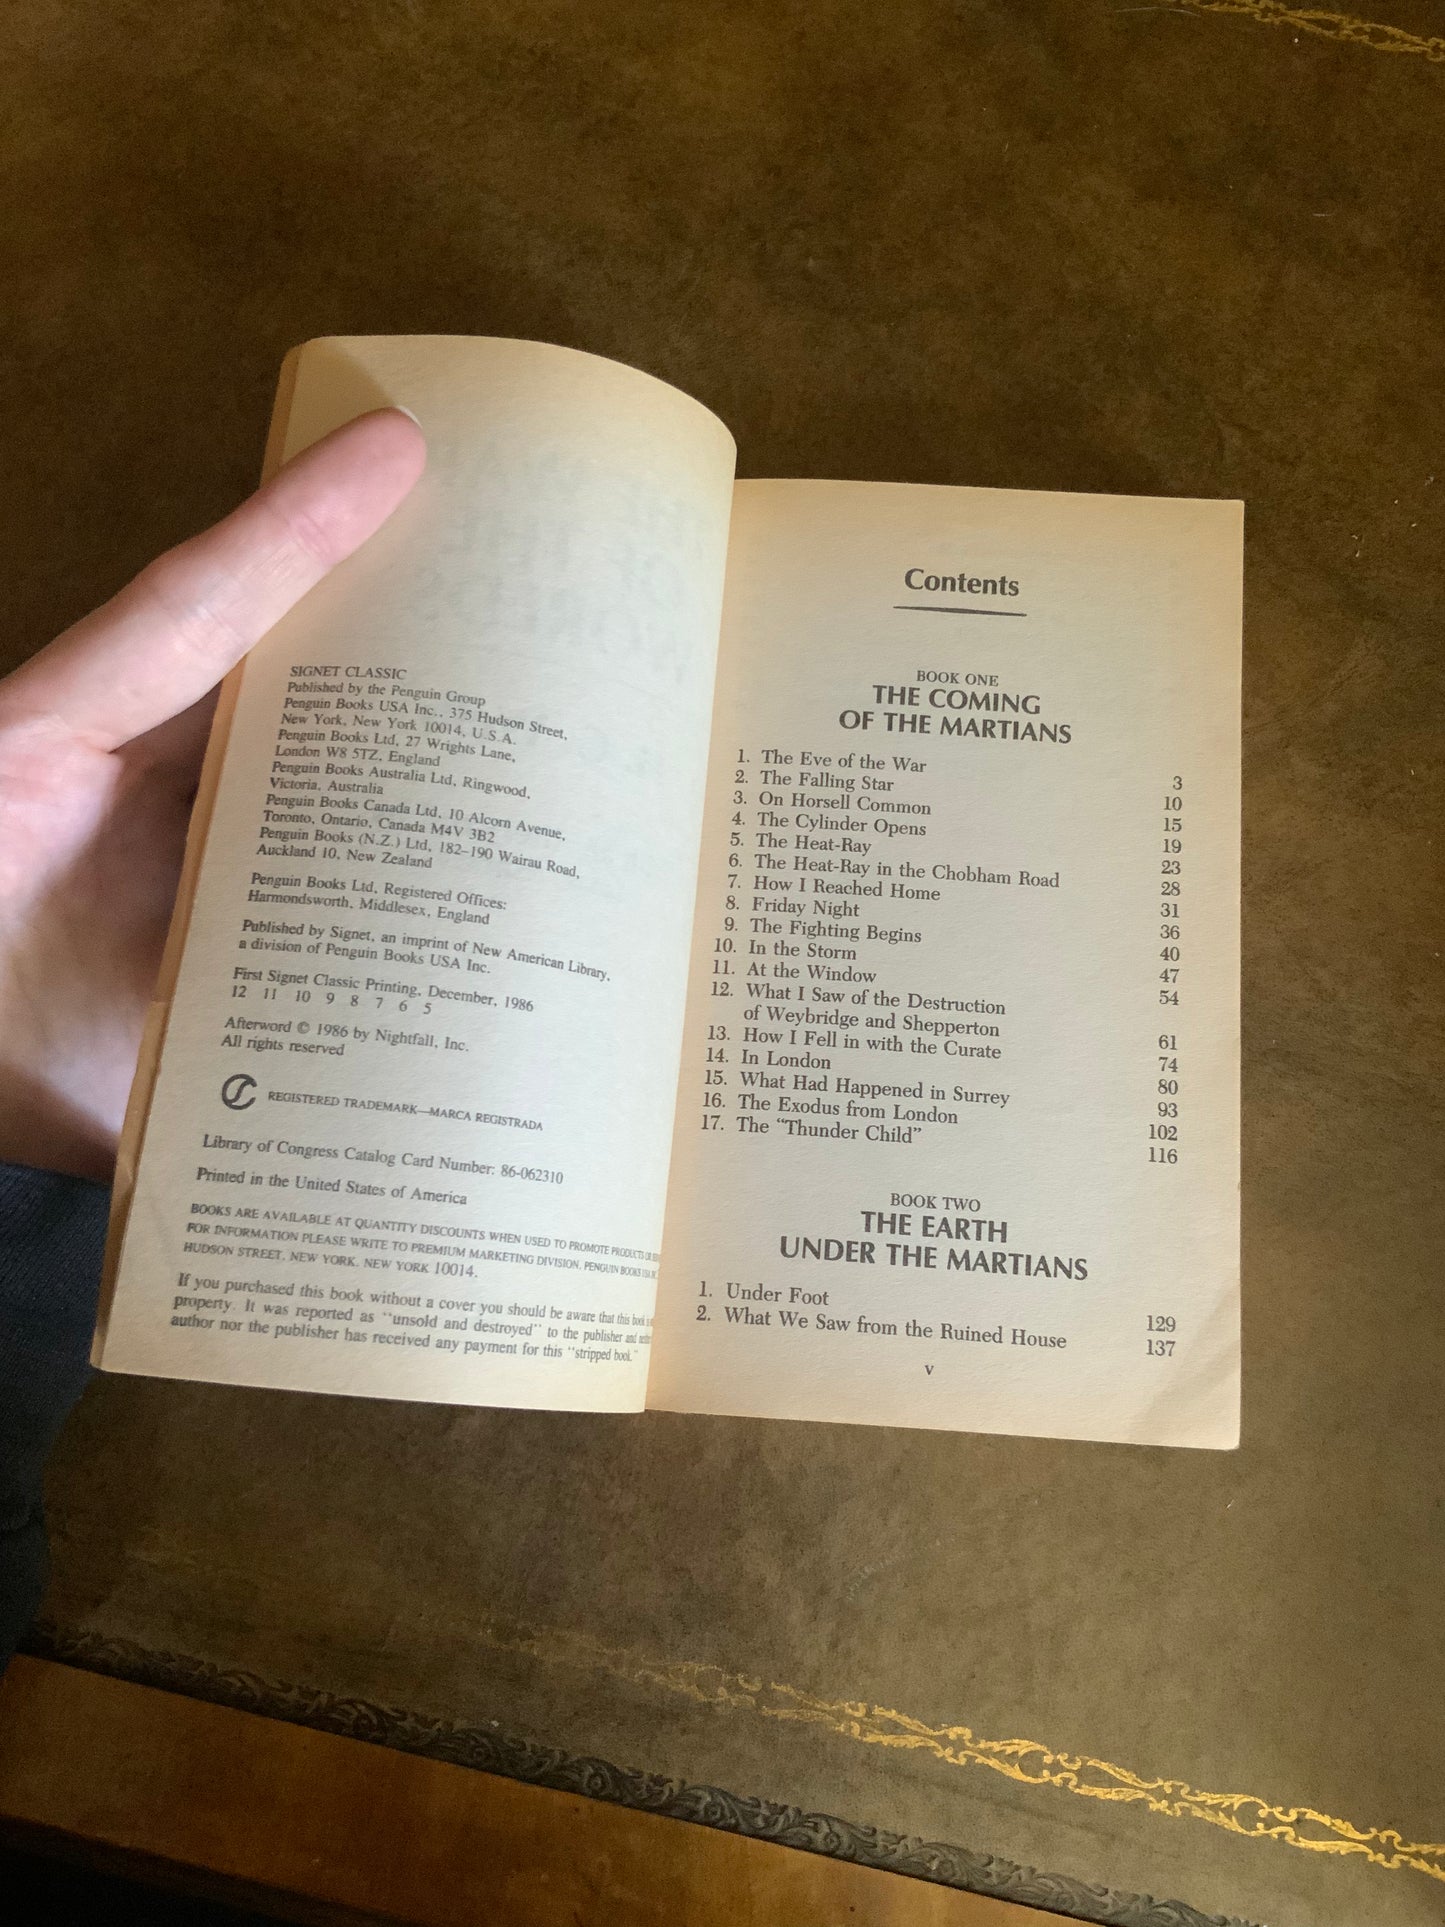 SIGNET CLASSIC
Published by the Penguin Group
Penguin Books USA Inc., 375 Hudson Street,
New York, New York 10014, U.S.A.
Penguin Books Ltd, 27 Wrights Lane,
London W8 5TZ, England
Penguin Books Australia Ltd, Ringwood,
Victoria, Australia
Penguin Books Canada Ltd, 10 Alcorn Avenue,
Toronto, Ontario, Canada M4V 3B2
Penguin Books (N.Z.) Ltd, 182–190 Wairau Road,
Auckland 10, New Zealand
Penguin Books Ltd, Registered Offices:
Harmondsworth, Middlesex, England
Published by Signet, an imprint of New American Library,
a division of Penguin Books USA Inc.
First Signet Classic Printing, December, 1986
12 11 10 9 8 7 6 5
Afterword © 1986 by Nightfall, Inc.
All rights reserved
REGISTERED TRADEMARK—MARCA REGISTRADA
Library of Congress Catalog Card Number: 86-062310
Printed in the United States of America
BOOKS ARE AVAILABLE AT QUANTITY DISCOUNTS WHEN USED TO PROMOTE PRODUCTS OR
FOR INFORMATION PLEASE WRITE TO PREMIUM MARKETING DIVISION, PENGUIN BOOKS USA
HUDSON STREET, NEW YORK, NEW YORK 10014.
If you purchased this book without a cover you should be aware that this book
property. It was reported as "unsold and destroyed" to the publisher and
author nor the publisher has received any payment for this "stripped book."
Contents
BOOK ONE
THE COMING
OF THE MARTIANS
1. The Eve of the War 3
2. The Falling Star 10
3. On Horsell Common 15
4. The Cylinder Opens 19
5. The Heat-Ray 23
6. The Heat-Ray in the Chobham Road 28
7. How I Reached Home 31
8. Friday Night 36
9. The Fighting Begins 40
10. In the Storm 47
11. At the Window 54
12. What I Saw of the Destruction
of Weybridge and Shepperton 61
13. How I Fell in with the Curate 74
14. In London 80
15. What Had Happened in Surrey 93
16. The Exodus from London 102
17. The "Thunder Child" 116
BOOK TWO
THE EARTH
UNDER THE MARTIANS
1. Under Foot 129
2. What We Saw from the Ruined House 137
v